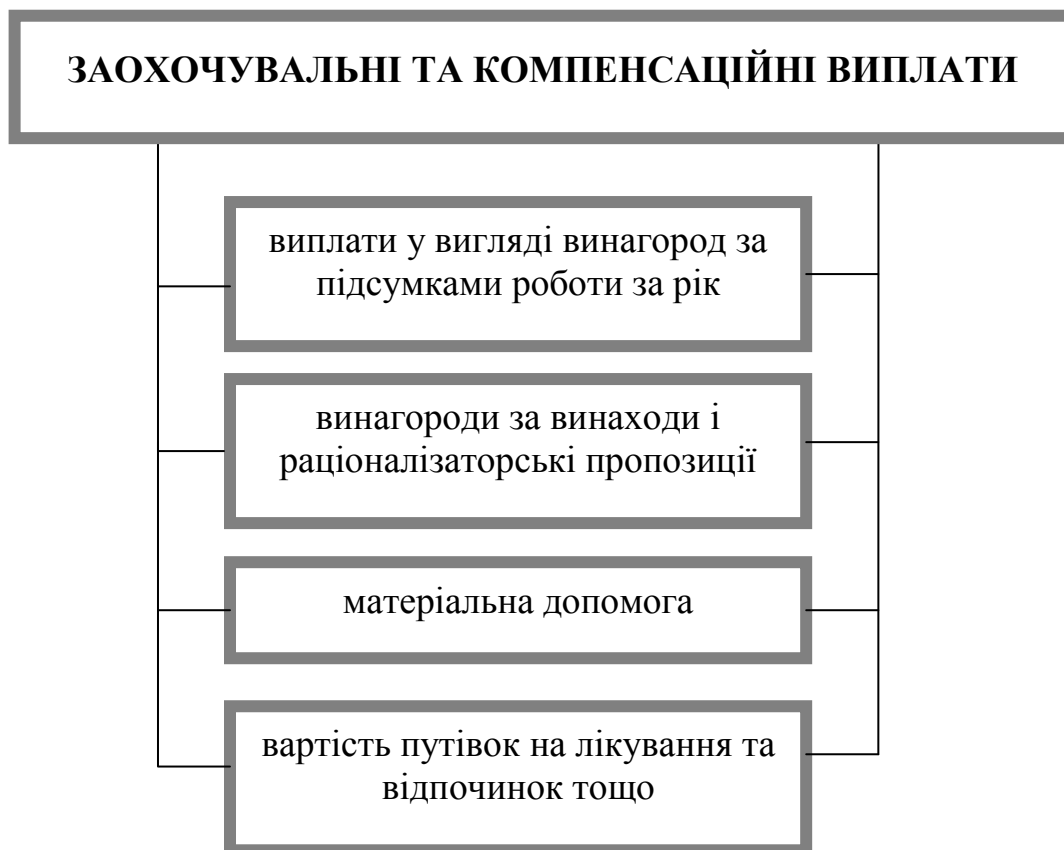 ЗАОХОЧУВАЛЬНІ ТА КОМПЕНСАЦІЙНІ ВИПЛАТИ
виплати у вигляді винагород за
підсумками роботи за рік
винагороди за винаходи і
раціоналізаторські пропозиції
матеріальна допомога
вартість путівок на лікування та
відпочинок тощо